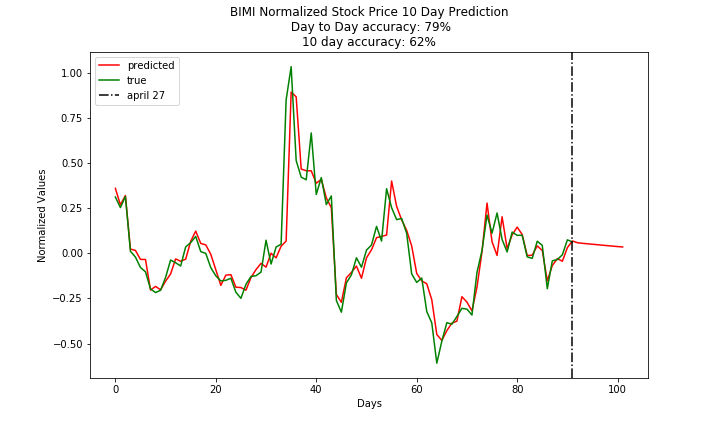 BIMI Normalized Stock Price 10 Day Prediction
Day to Day accuracy: 79%
10 day accuracy: 62%
predicted
true
april 27
1.00
0.75
0.50
0.25
0.00
−0.25
−0.50
Normalized Values
0
20
40
60
80
100
Days